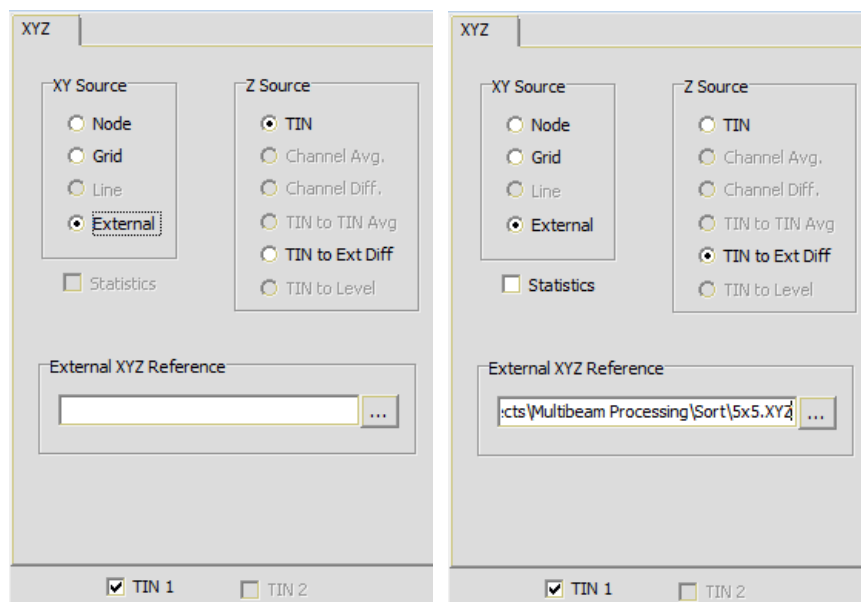 XYZ
XY Source
Node
Grid
Line
External
Statistics
Z Source
TIN
Channel Avg.
Channel Diff.
TIN to TIN Avg
TIN to Ext Diff
TIN to Level
External XYZ Reference
...
TIN 1
TIN 2
XYZ
XY Source
Node
Grid
Line
External
Statistics
Z Source
TIN
Channel Avg.
Channel Diff.
TIN to TIN Avg
TIN to Ext Diff
TIN to Level
External XYZ Reference
:cts\Multibeam Processing\Sort\5x5.XYZ
...
TIN 1
TIN 2